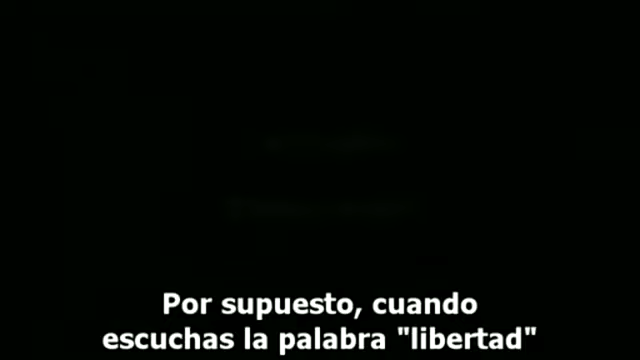 Por supuesto, cuando
escuchas la palabra "libertad"